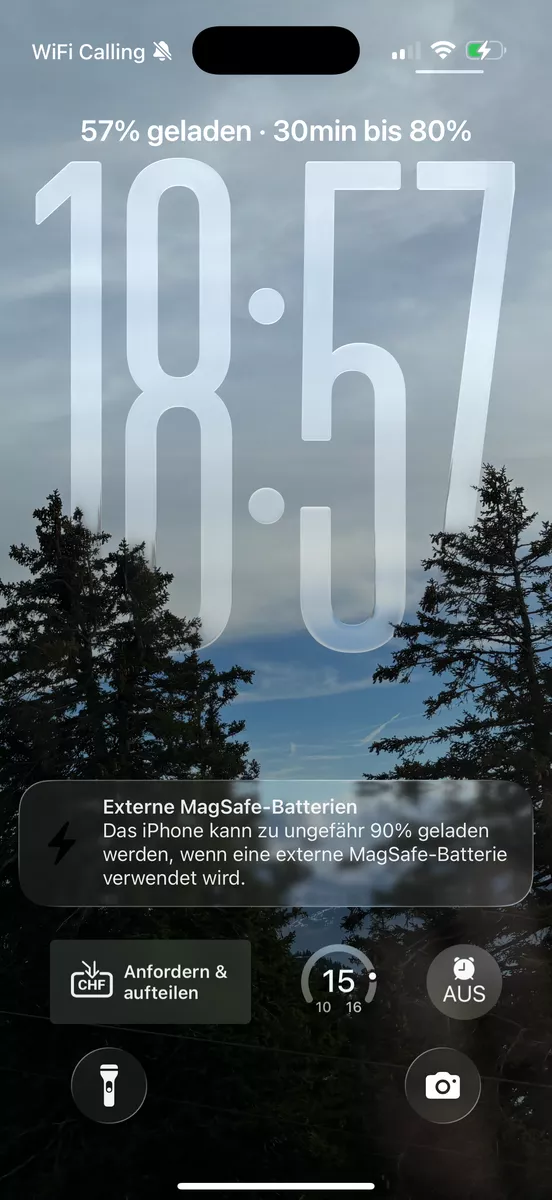 WiFi Calling
57% geladen · 30min bis 80%
18:57
Externe MagSafe-Batterien
Das iPhone kann zu ungefähr 90% geladen
werden, wenn eine externe MagSafe-Batterie
verwendet wird.
CHF
Anfordern &
aufteilen
15
10 16
AUS